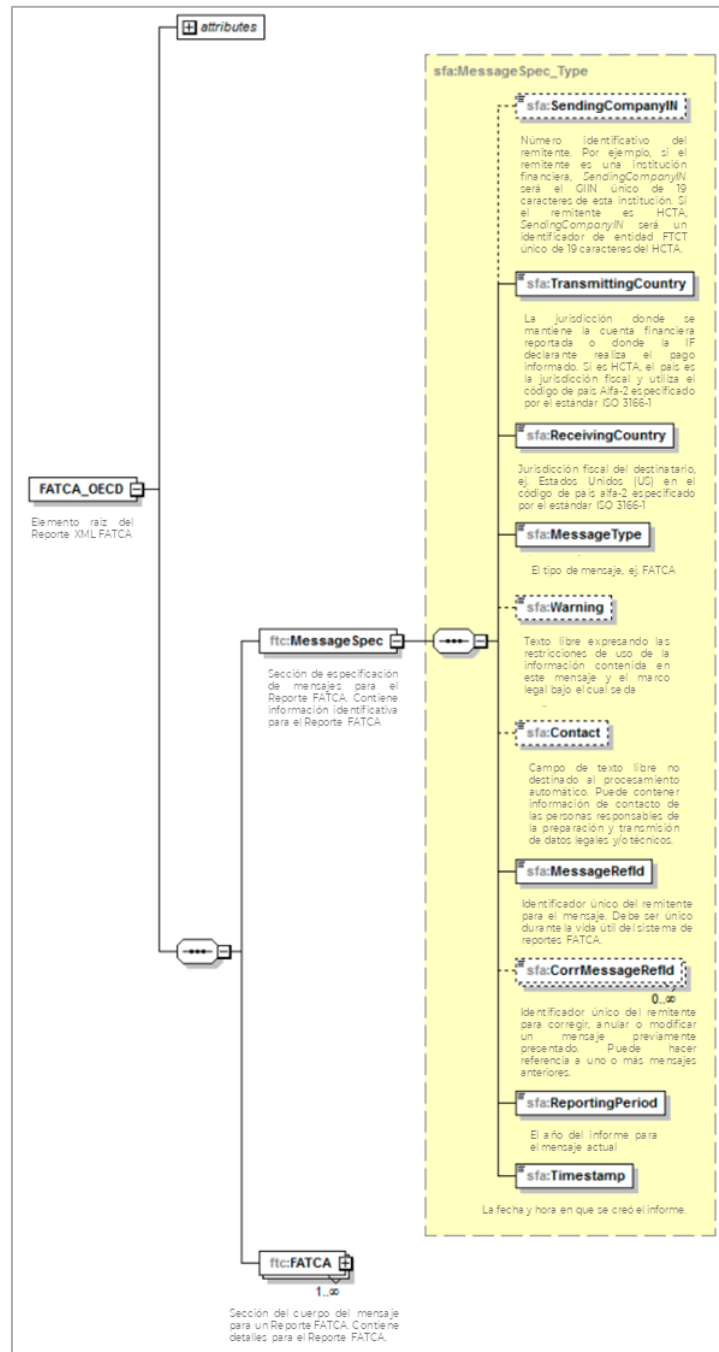 attributes
sfa:MessageSpec_Type
sfa:SendingCompanyIN
Número identificativo del
remitente. Por ejemplo, si el
remitente es una institución
financiera, SendingCompanyIN
será el GIIN único de 19
caracteres de esta institución. Si
el remitente es HCTA,
SendingCompanyIN será un
identificador de entidad FTCT
único de 19 caracteres del HCTA.
sfa:TransmittingCountry
La jurisdicción donde se
mantiene la cuenta financiera
reportada o donde la IF
declarante realiza el pago
informado. Si es HCTA, el país es
la jurisdicción fiscal y utiliza el
código de país Alfa-2 especificado
por el estándar ISO 3166-1
sfa:ReceivingCountry
Jurisdicción fiscal del destinatario,
ej. Estados Unidos (US) en el
código de país alfa-2 especificado
por el estándar ISO 3166-1
FATCA_OECD
Elemento raíz del
Reporte XML FATCA
sfa:MessageType
El tipo de mensaje, ej. FATCA
sfa:Warning
Texto libre expresando las
restricciones de uso de la
información contenida en
este mensaje y el marco
legal bajo el cual se da
ftc:MessageSpec
Sección de especificación
de mensajes para el
Reporte FATCA. Contiene
información identificativa
para el Reporte FATCA
sfa:Contact
Campo de texto libre no
destinado al procesamiento
automático. Puede contener
información de contacto de
las personas responsables de
la preparación y transmisión
de datos legales y/o técnicos.
sfa:MessageRefId
Identificador único del remitente
para el mensaje. Debe ser único
durante la vida útil del sistema de
reportes FATCA.
sfa:CorrMessageRefId
0..∞
Identificador único del remitente
para corregir, anular o modificar
un mensaje previamente
presentado. Puede hacer
referencia a uno o más mensajes
anteriores.
sfa:ReportingPeriod
El año del informe para
el mensaje actual
sfa:Timestamp
La fecha y hora en que se creó el informe.
ftc:FATCA
1..∞
Sección del cuerpo del mensaje
para un Reporte FATCA. Contiene
detalles para el Reporte FATCA.